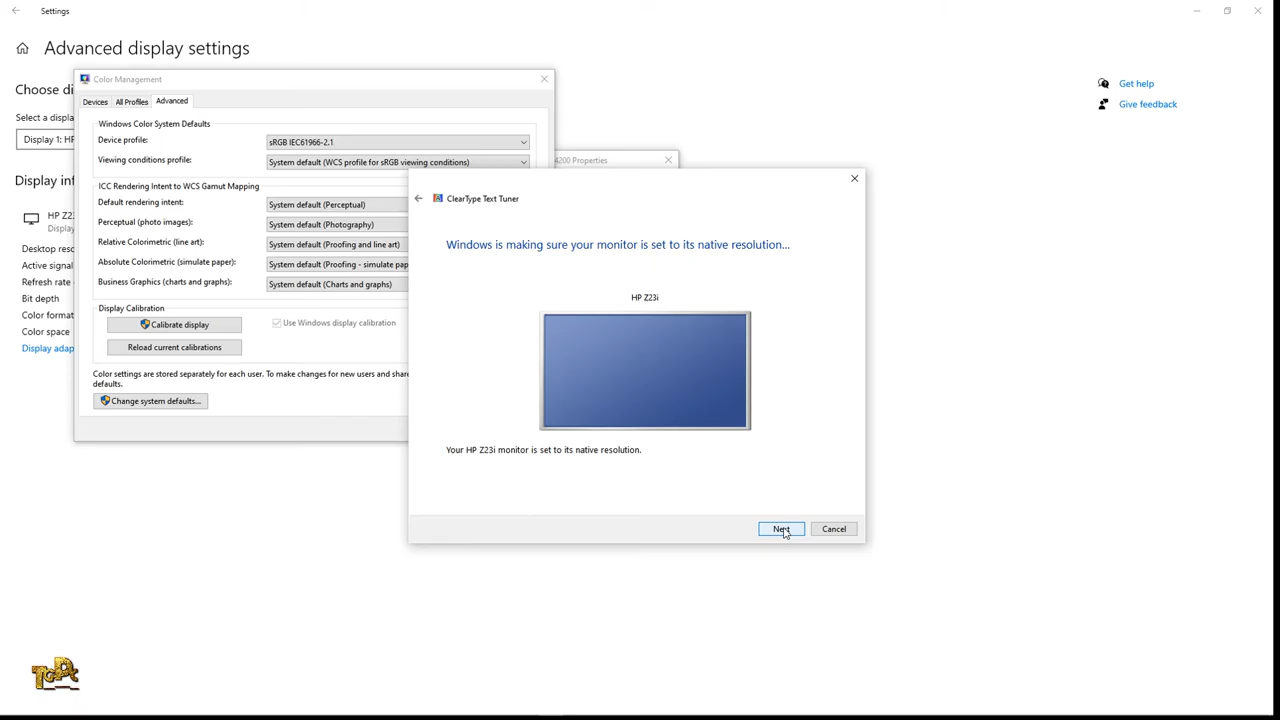 Settings
Advanced display settings
Choose di
Select a displa
Display 1: HP
Display inf
HP Z2
Display
Desktop reso
Active signal
Refresh rate
Bit depth
Color format
Color space
Display adap
Get help
Give feedback
Color Management
Devices
All Profiles
Advanced
Windows Color System Defaults
Device profile:
sRGB IEC61966-2.1
Viewing conditions profile:
System default (WCS profile for sRGB viewing conditions)
ICC Rendering Intent to WCS Gamut Mapping
Default rendering intent:
System default (Perceptual)
Perceptual (photo images):
System default (Photography)
Relative Colorimetric (line art):
System default (Proofing and line art)
Absolute Colorimetric (simulate paper):
System default (Proofing - simulate pap
Business Graphics (charts and graphs):
System default (Charts and graphs)
Display Calibration
Calibrate display
Use Windows display calibration
Reload current calibrations
Color settings are stored separately for each user. To make changes for new users and share
defaults.
Change system defaults...
4200 Properties
ClearType Text Tuner
Windows is making sure your monitor is set to its native resolution...
HP Z23i
Your HP Z23i monitor is set to its native resolution.
Next
Cancel